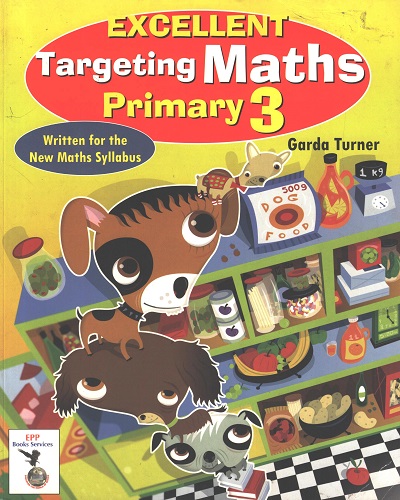 EXCELLENT
Targeting Maths
Primary 3
Written for the
New Maths Syllabus
Garda Turner
500g
DOG
FOOD
1 kg
EPP
Books Services